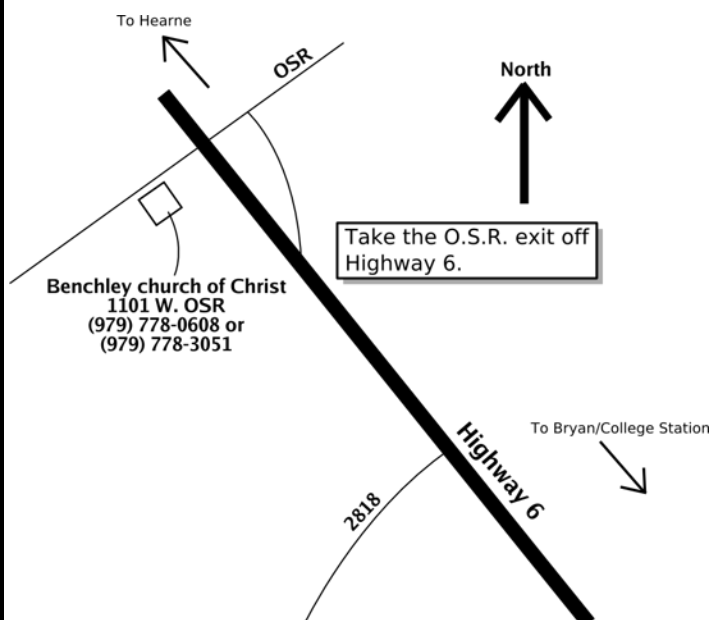 To Hearne
OSR
North
Take the O.S.R. exit off
Highway 6.
Benchley church of Christ
1101 W. OSR
(979) 778-0608 or
(979) 778-3051
Highway 6
To Bryan/College Station
2818